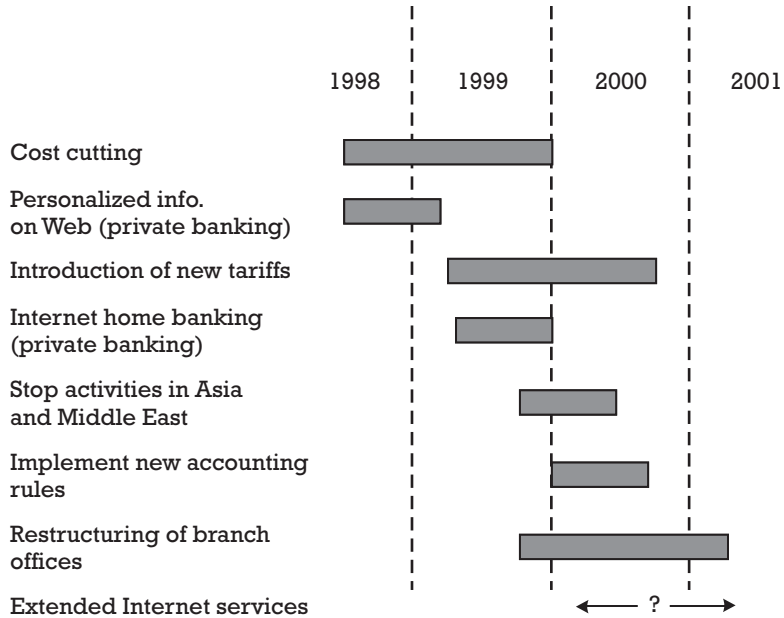 1998 1999 2000 2001
Cost cutting
Personalized info.
on Web (private banking)
Introduction of new tariffs
Internet home banking
(private banking)
Stop activities in Asia
and Middle East
Implement new accounting
rules
Restructuring of branch
offices
Extended Internet services ?